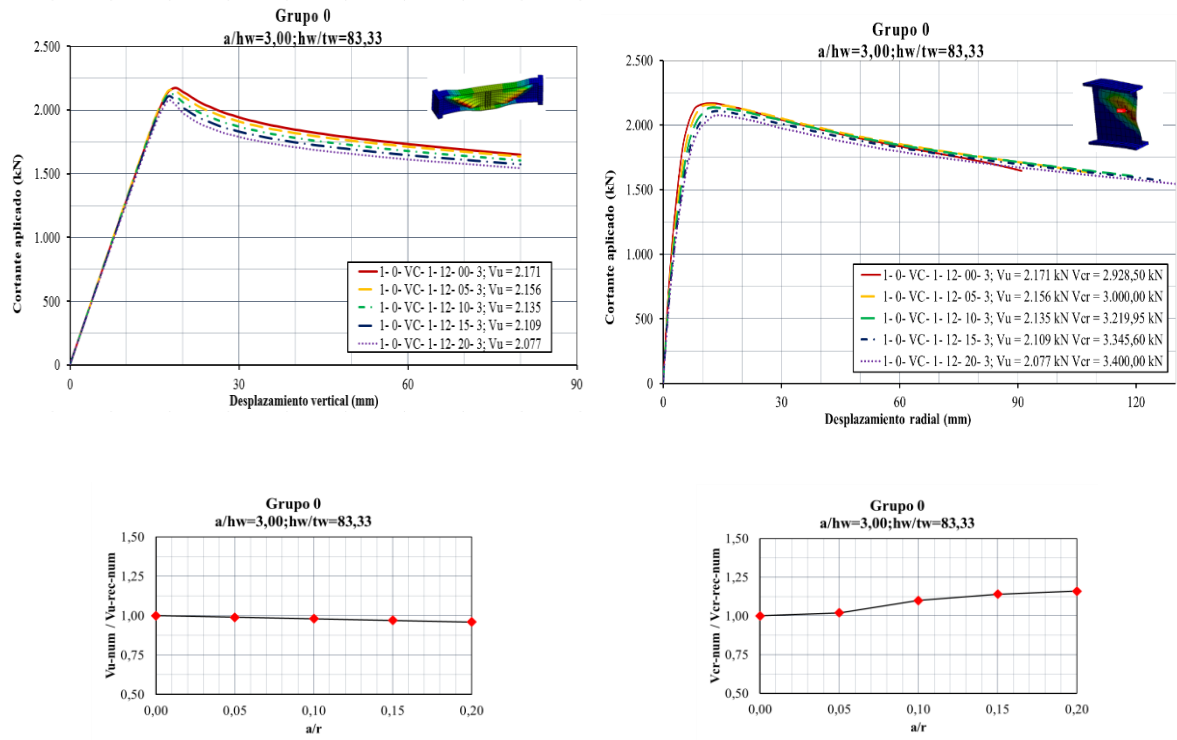 Grupo 0
a/hw=3,00;hw/tw=83,33
2.500
2.000
1.500
1.000
500
0
0
30
60
90
Cortante aplicado (kN)
Desplazamiento vertical (mm)
1- 0- VC- 1- 12- 00- 3; Vu = 2.171
1- 0- VC- 1- 12- 05- 3; Vu = 2.156
1- 0- VC- 1- 12- 10- 3; Vu = 2.135
1- 0- VC- 1- 12- 15- 3; Vu = 2.109
1- 0- VC- 1- 12- 20- 3; Vu = 2.077
Grupo 0
a/hw=3,00;hw/tw=83,33
2.500
2.000
1.500
1.000
500
0
0
30
60
90
120
Cortante aplicado (kN)
Desplazamiento radial (mm)
1- 0- VC- 1- 12- 00- 3; Vu = 2.171 kN Vcr = 2.928,50 kN
1- 0- VC- 1- 12- 05- 3; Vu = 2.156 kN Vcr = 3.000,00 kN
1- 0- VC- 1- 12- 10- 3; Vu = 2.135 kN Vcr = 3.219,95 kN
1- 0- VC- 1- 12- 15- 3; Vu = 2.109 kN Vcr = 3.345,60 kN
1- 0- VC- 1- 12- 20- 3; Vu = 2.077 kN Vcr = 3.400,00 kN
Grupo 0
a/hw=3,00;hw/tw=83,33
1,50
1,25
1,00
0,75
0,50
0,00
0,05
0,10
0,15
0,20
Vu-num / Vu-rec-num
a/r
Grupo 0
a/hw=3,00;hw/tw=83,33
1,50
1,25
1,00
0,75
0,50
0,00
0,05
0,10
0,15
0,20
Vcr-num / Vcr-rec-num
a/r